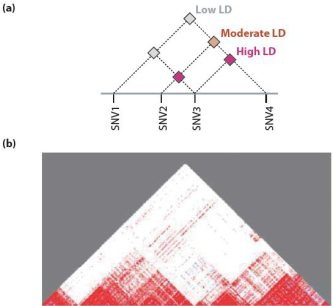 (a)
Low LD
Moderate LD
High LD
SNV1
SNV2
SNV3
SNV4
(b)